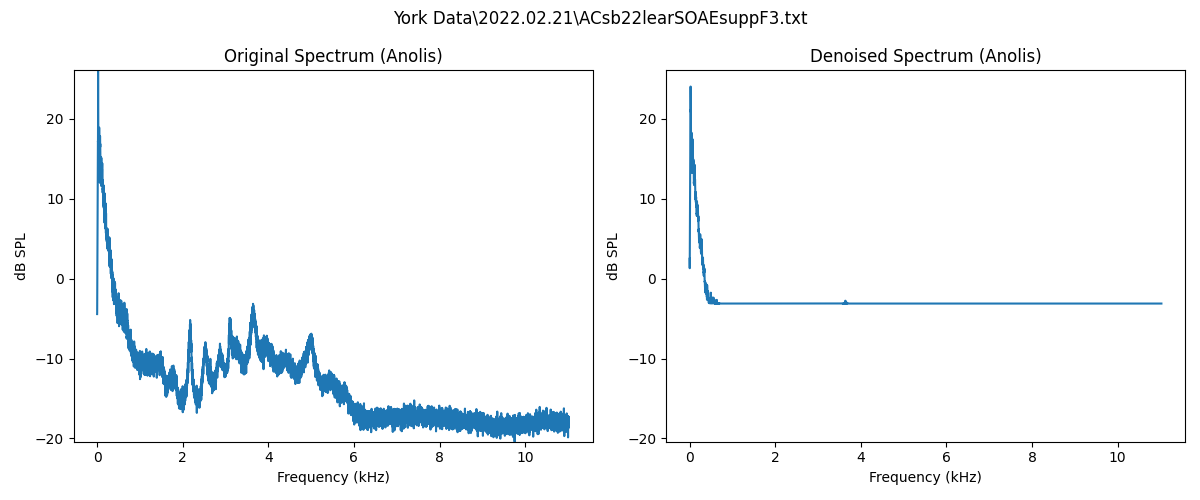 York Data\2022.02.21\ACsb22learSOAEsuppF3.txt
Original Spectrum (Anolis)
Denoised Spectrum (Anolis)
dB SPL
20
10
0
−10
−20
0 2 4 6 8 10
Frequency (kHz)
dB SPL
20
10
0
−10
−20
0 2 4 6 8 10
Frequency (kHz)